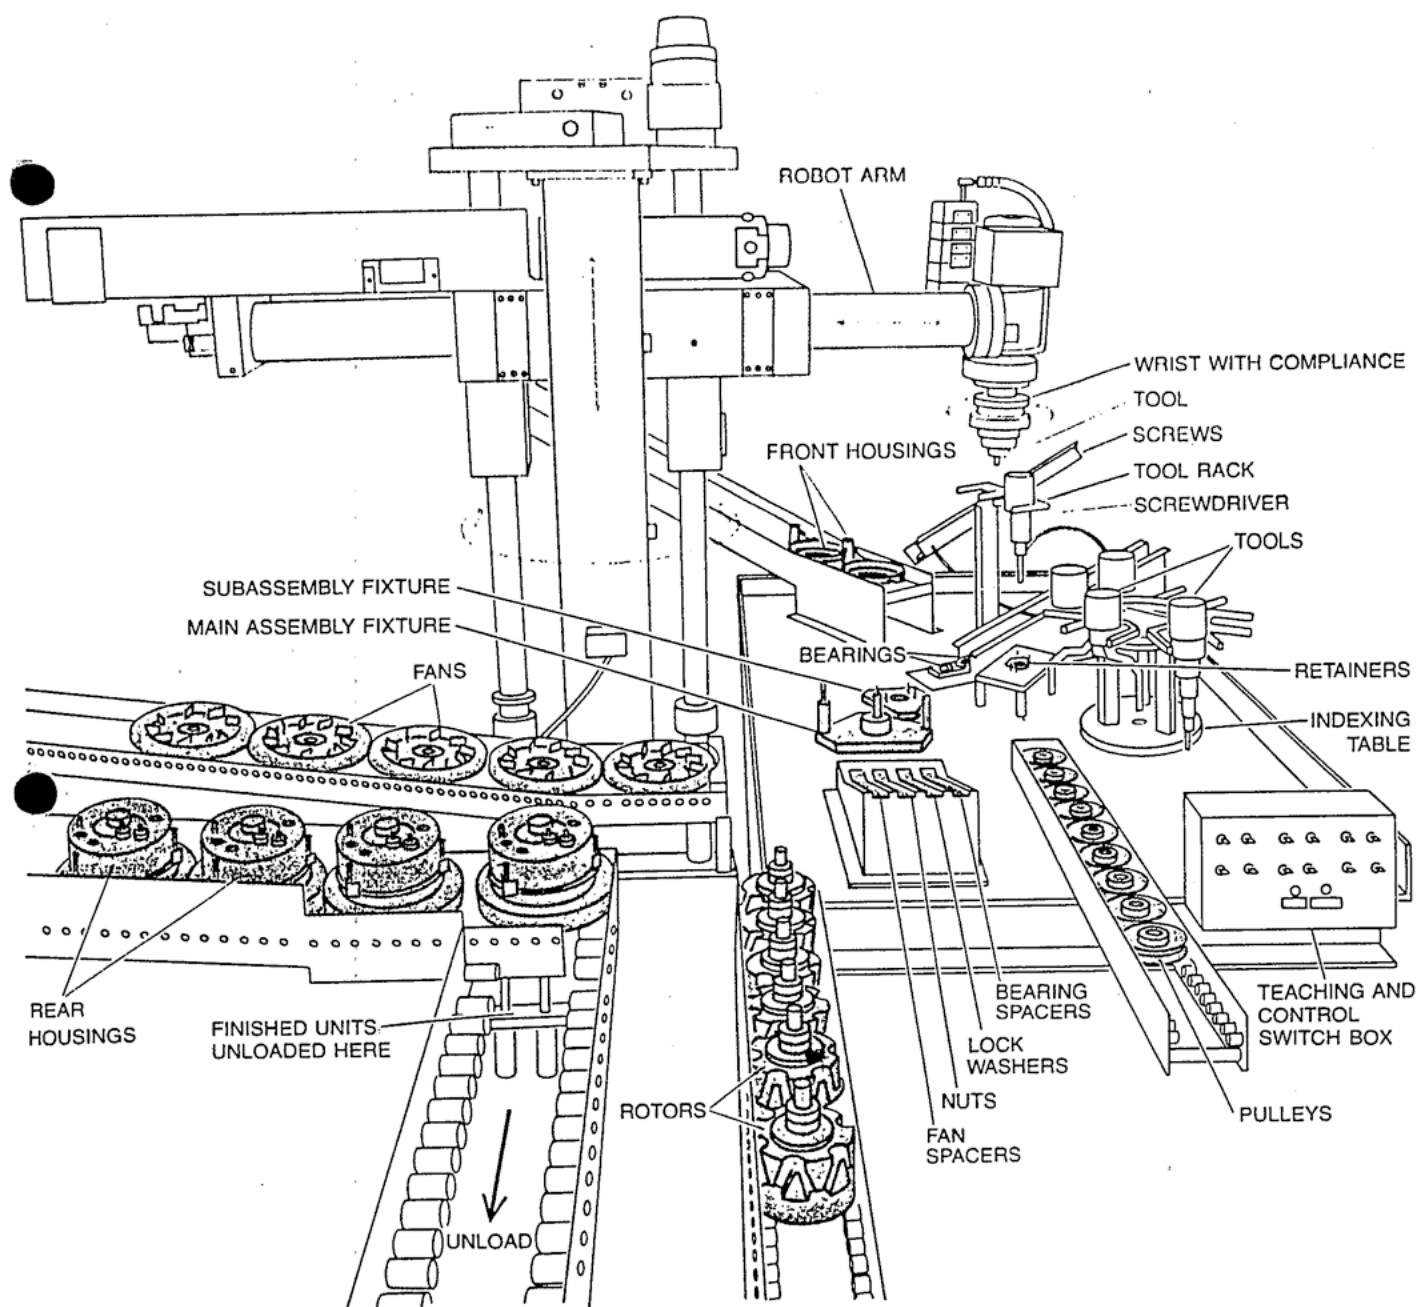 ROBOT ARM
WRIST WITH COMPLIANCE
TOOL
SCREWS
FRONT HOUSINGS
TOOL RACK
SCREWDRIVER
TOOLS
SUBASSEMBLY FIXTURE
MAIN ASSEMBLY FIXTURE
BEARINGS
FANS
RETAINERS
INDEXING
TABLE
REAR
HOUSINGS
FINISHED UNITS
UNLOADED HERE
BEARING
SPACERS
TEACHING AND
CONTROL
SWITCH BOX
LOCK
WASHERS
ROTORS
NUTS
PULLEYS
FAN
SPACERS
UNLOAD